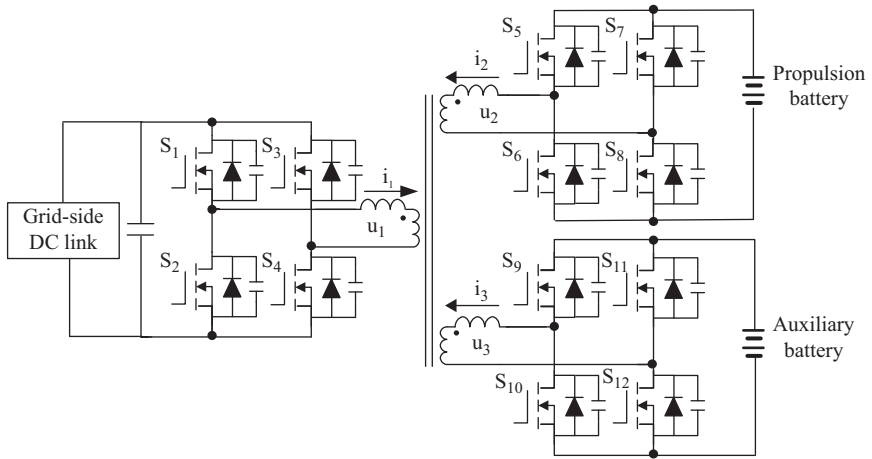 S5
S7
i2
Propulsion
battery
u2
S1
S3
S6
S8
i1
Grid-side
DC link
u1
S2
S4
S9
S11
i3
Auxiliary
battery
u3
S10
S12